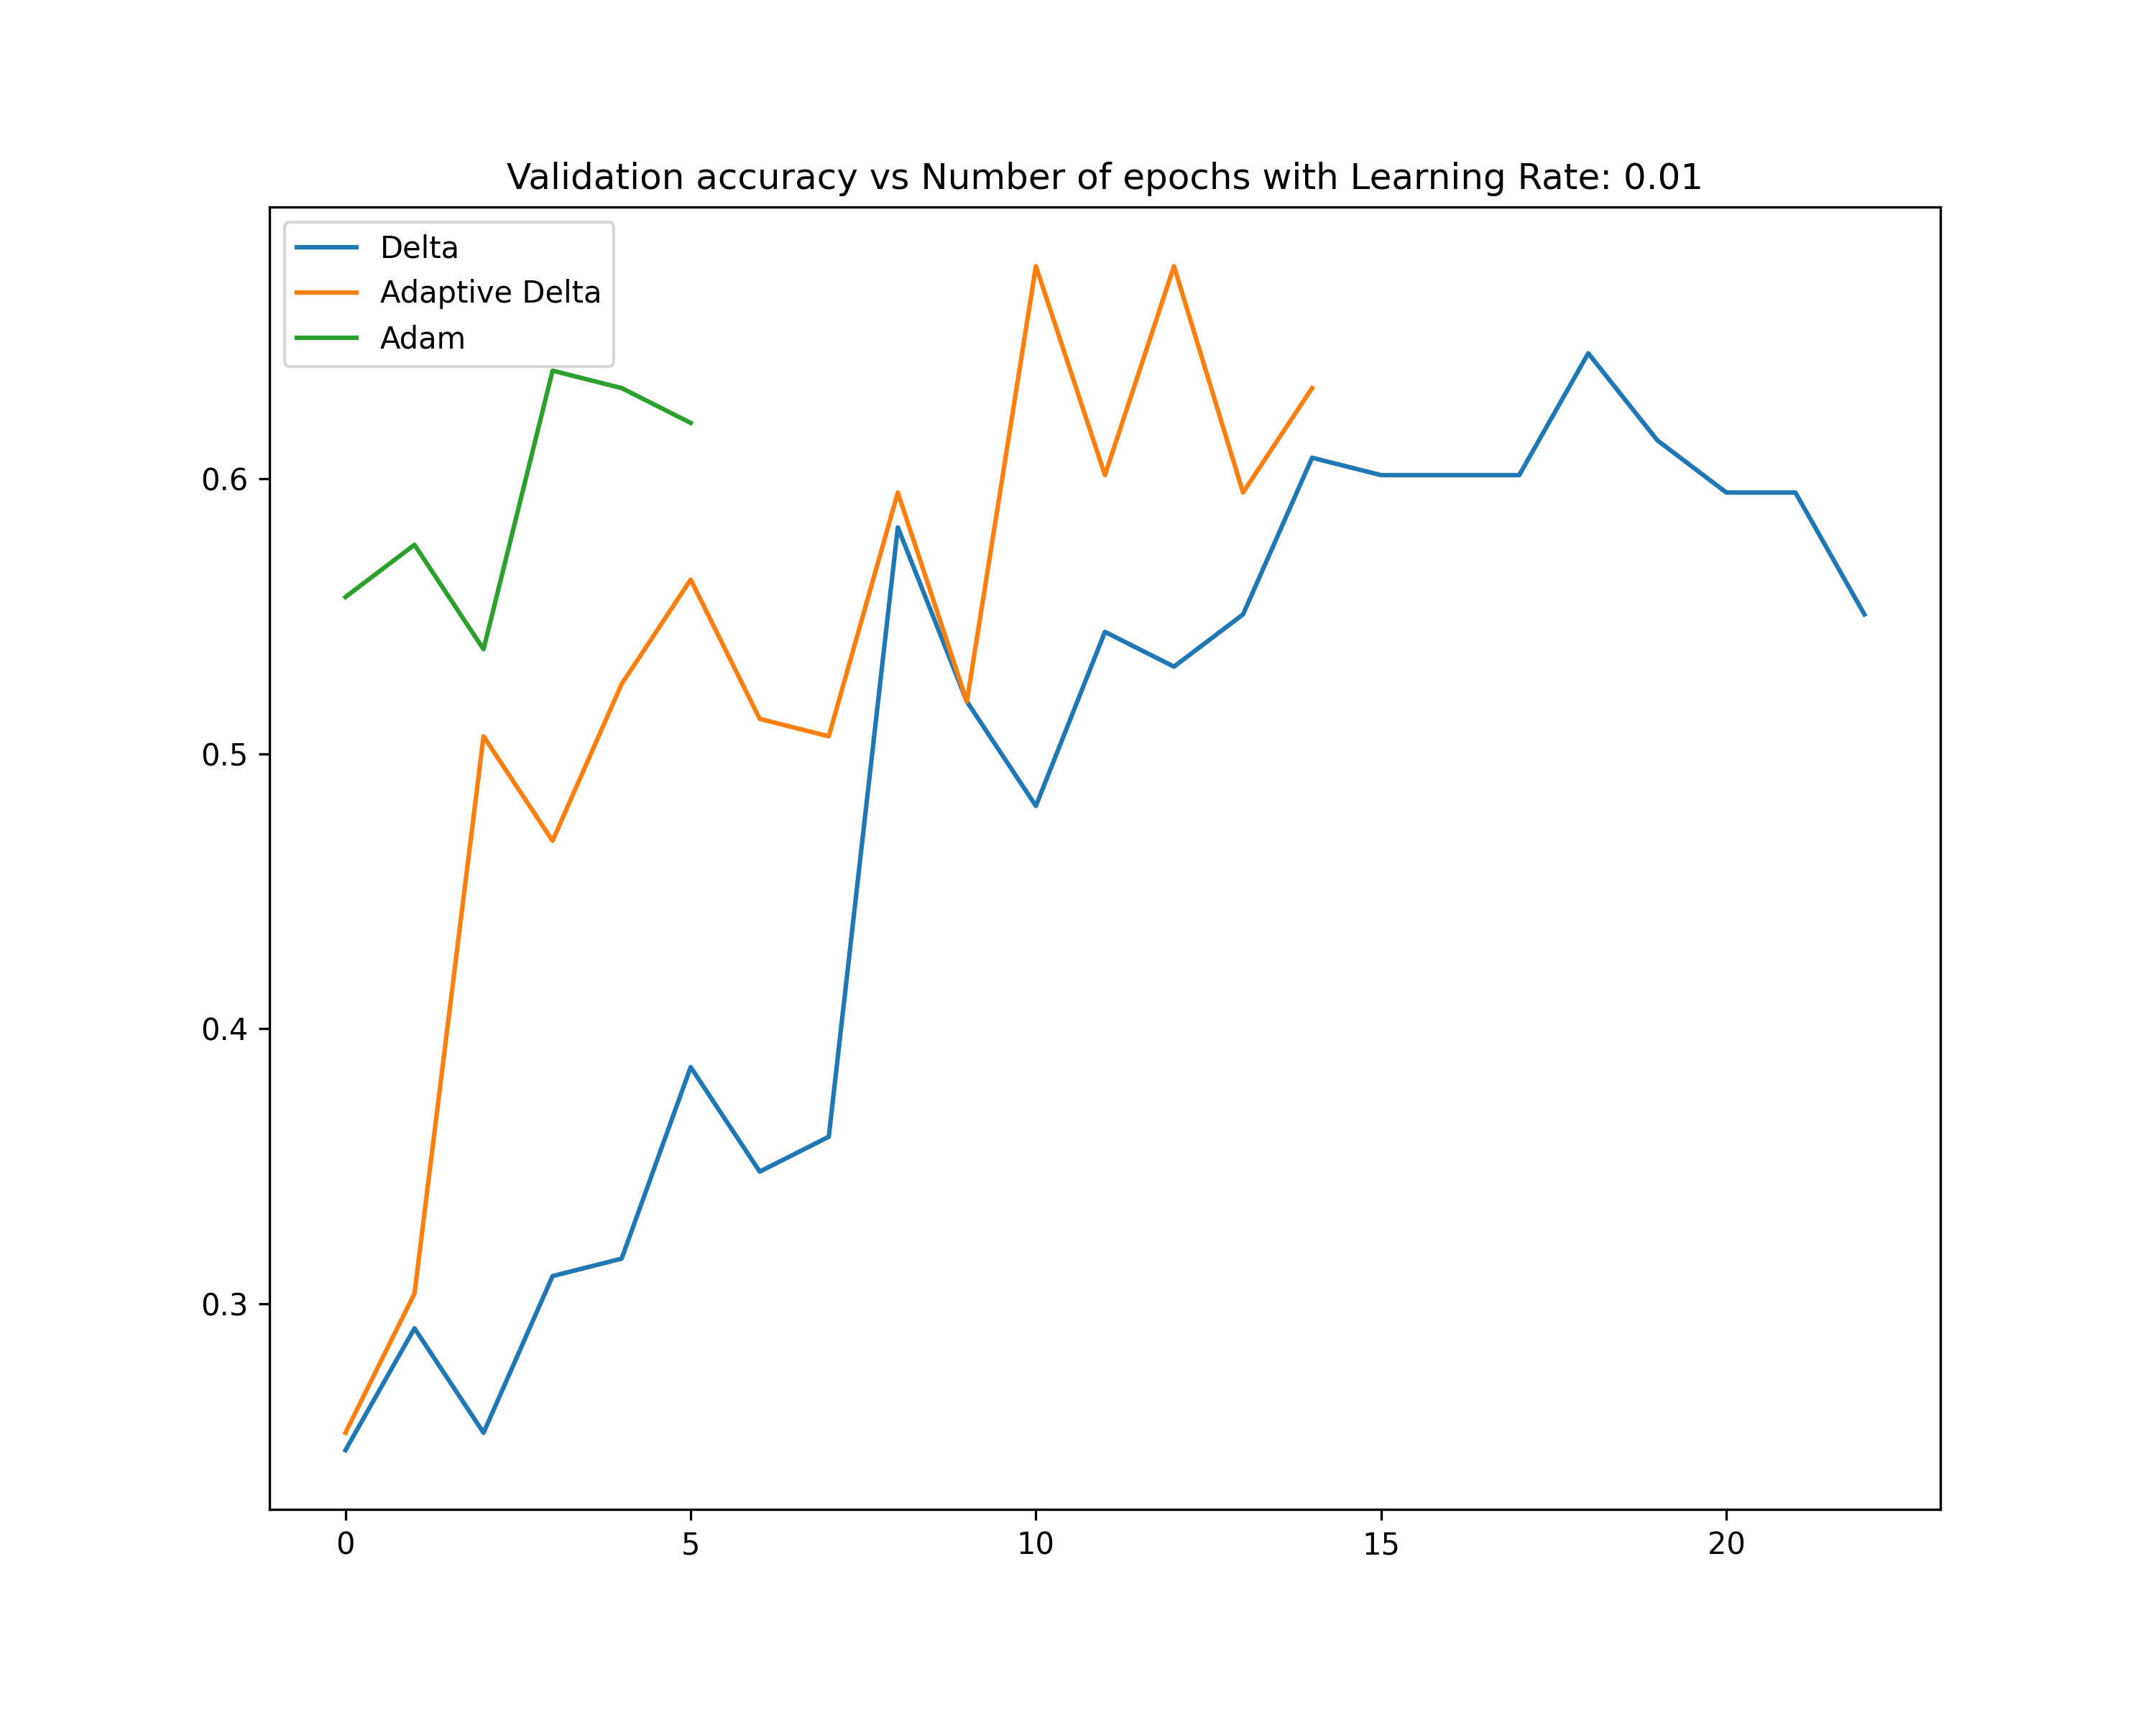 Validation accuracy vs Number of epochs with Learning Rate: 0.01
Delta
Adaptive Delta
Adam
0.6
0.5
0.4
0.3
0 5 10 15 20